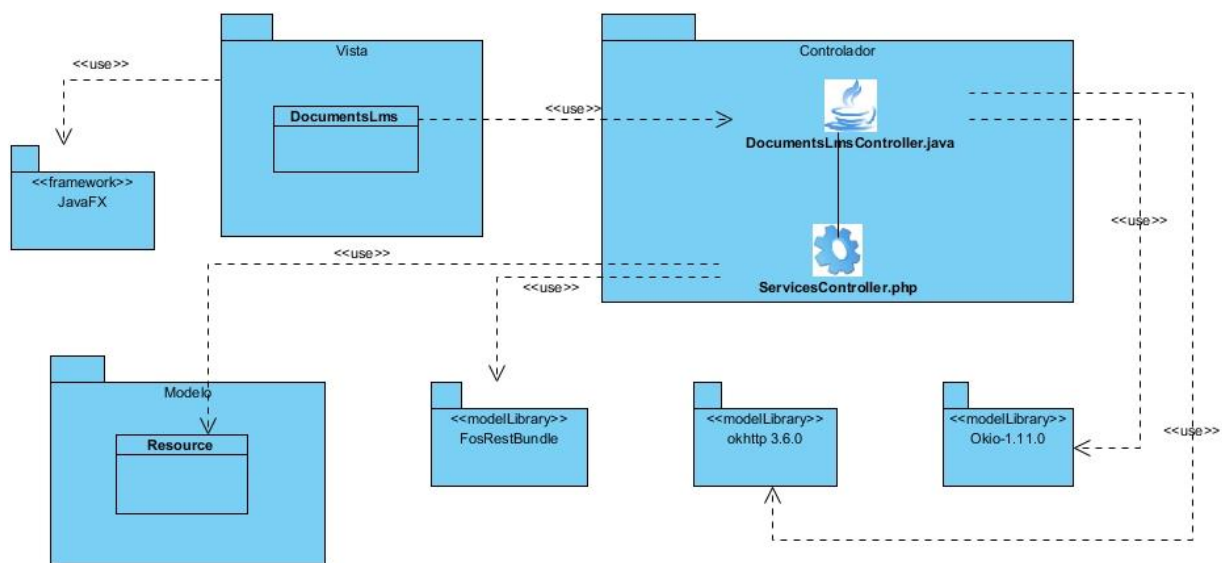 Vista
Controlador
<<use>>
DocumentsLms
<<use>>
DocumentsLmsController.java
<<framework>>
JavaFX
<<use>>
<<use>>
<<use>>
ServicesController.php
Modelo
Resource
<<modelLibrary>>
FosRestBundle
<<modelLibrary>>
okhttp 3.6.0
<<modelLibrary>>
Okio-1.11.0
<<use>>